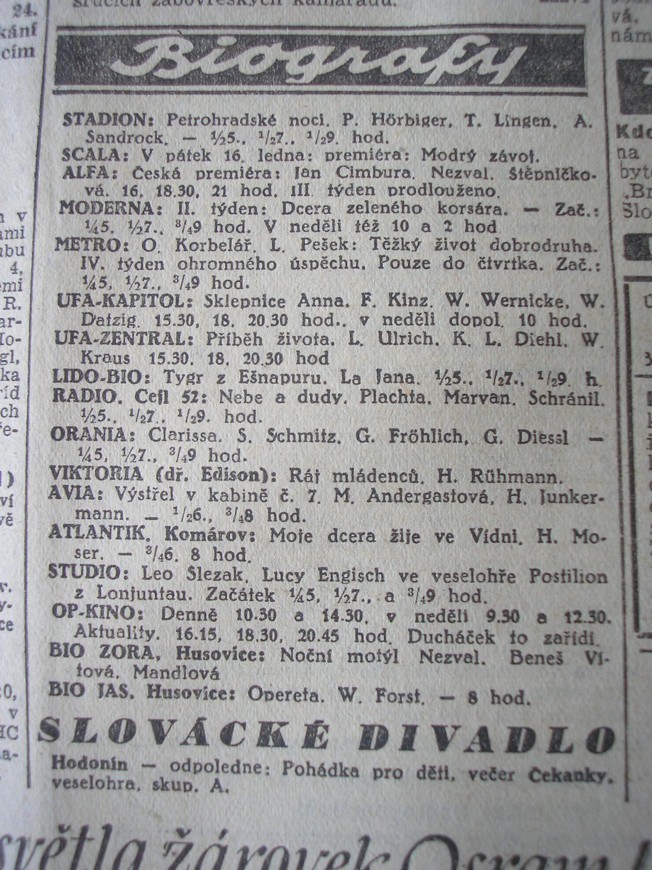 24.
kání
cím
srdcích žabovřeských kamarádů.
Biografy
STADION: Petrohradské noci. P. Hörbiger, T. Lingen, A.
Sandrock. — ½5., ½7., ½9. hod.
SCALA: V pátek 16. ledna: premiéra: Modrý závoj.
ALFA: Česká premiéra: Jan Cimbura. Nezval. Štěpničko-
vá. 16, 18.30, 21 hod. III týden prodlouženo.
MODERNA: II. týden: Dcera zeleného korsára. — Zač.:
¼5, ½7., ¾9 hod. V neděli též 10 a 2 hod
METRO: O. Korbelář, L. Pešek: Těžký život dobrodruha.
IV. týden ohromného úspěchu. Pouze do čtvrtka. Zač.:
¼5, ½7., ¾9 hod.
UFA-KAPITOL: Sklepnice Anna. F. Kinz. W. Wernicke, W.
Datzig. 15.30, 18. 20.30 hod., v neděli dopol. 10 hod.
UFA-ZENTRAL: Příběh života. L. Ulrich, K. L. Diehl, W.
Kraus 15.30, 18. 20.30 hod
LIDO-BIO: Tygr z Ešnapuru. La Jana. ½5., ½7., ½9. h.
RADIO. Cejl 52: Nebe a dudy. Plachta, Marvan, Schránil.
½5., ½7., ½9. hod.
ORANIA: Clarissa. S. Schmitz, G. Fröhlich, G. Diessl —
¼5, ½7., ¾9 hod.
VIKTORIA (dř. Edison): Ráj mládenců, H. Rühmann.
AVIA: Výstřel v kabině č. 7. M. Andergastová, H. Junker-
mann. — ½6., ¾8 hod.
ATLANTIK, Komárov: Moje dcera žije ve Vídni, H. Mo-
ser. — ¾6, 8 hod.
STUDIO: Leo Slezak, Lucy Engisch ve veselohře Postilion
z Lonjuntau. Začátek ¼5, ½7., a ¾9 hod.
OP-KINO: Denně 10.30 a 14.30, v neděli 9.30 a 12.30.
Aktuality. 16.15, 18.30, 20.45 hod. Ducháček to zařídí.
BIO ZORA, Husovice: Noční motýl Nezval. Beneš Ví-
tová, Mandlová
BIO JAS, Husovice: Opereta. W. Forst. — 8 hod.
SLOVÁCKÉ DIVADLO
Hodonín — odpoledne: Pohádka pro děti, večer Čekanky,
veselohra, skup. A.
světla žárovek Osram